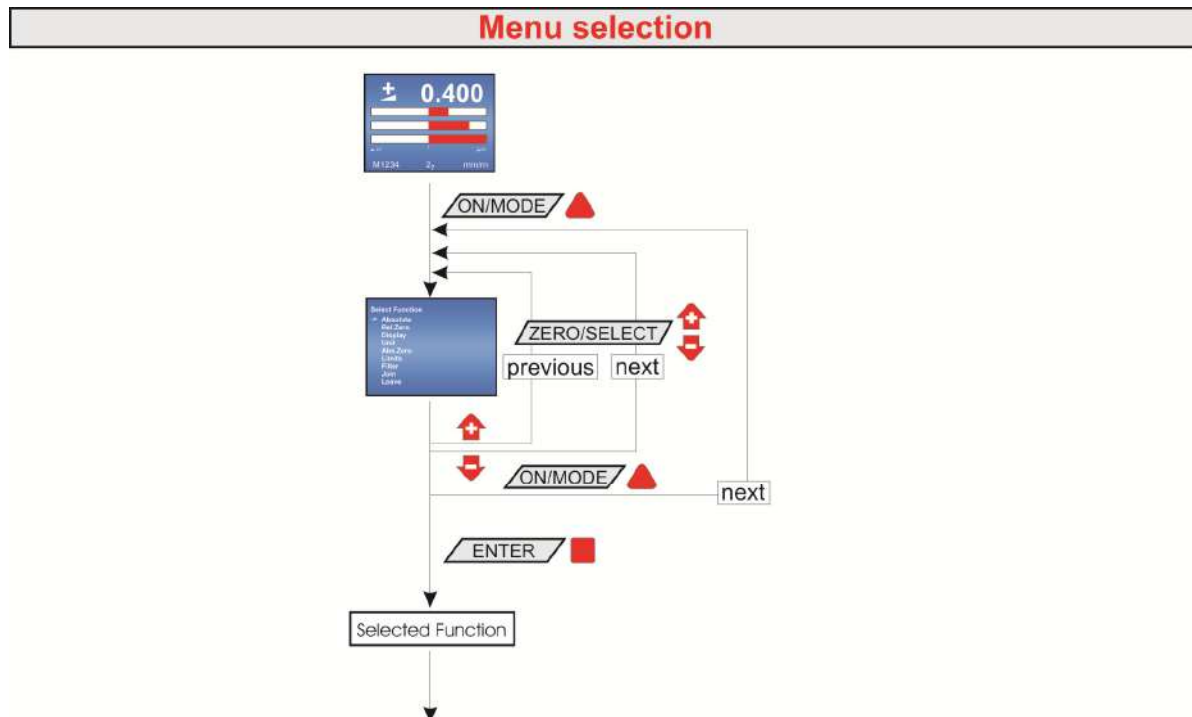 Menu selection
0.400
M1234 2y mm/m
ON/MODE
Select Function
Absolute
Rel.Zero
Display
Unit
Abs.Zero
Limits
Filter
Join
Leave
ZERO/SELECT
previous next
ON/MODE
next
ENTER
Selected Function